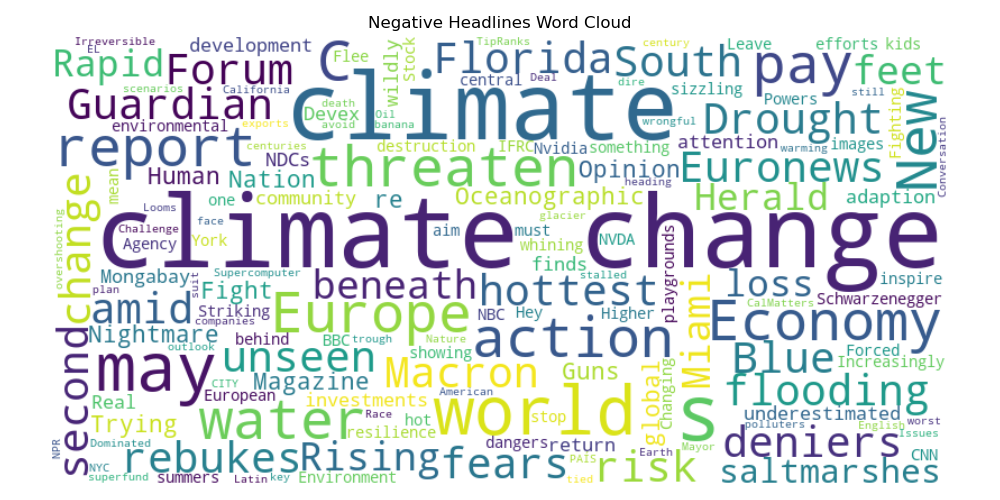 Negative Headlines Word Cloud
Irreversible
EL
development
Rapid
Forum
scenarios
California
Guardian
environmental
exports
report
centuries
Flee
C
wildly
Stock
Devex
death
avoid
Oil
banana
TipRanks
century
Florida
South
central
Deal
dire
sizzling
Leave
efforts
kids
pay
feet
Powers
still
climate
wrongful
Drought
Fighting
New
Conversation
destruction
IFRC
Nvidia
something
attention
warming
images
NDCs
threaten
Opinion
heading
Euronews
Human
Nation
community
one
re
Oceanographic
Herald
adaption
mean
change
overshooting
Looms
Challenge
face
Agency
York
climate change
aim
must
glacier
whining
NVDA
finds
playgrounds
Mongabay
plan
suit
Supercomputer
Fight
beneath
hottest
stalled
loss
inspire
CalMatters
Schwarzenegger
amid
Striking
companies
Europe
NBC
Hey
Higher
Miami
Economy
Nightmare
outlook
behind
BBC
trough
action
Nature
showing
second
may
unseen
CITY
European
Magazine
Macron
Guns
Blue
Forced
Increasingly
Real
Trying
investments
American
world
stop
global
Changing
s
flooding
worst
water
Race
hot
resilience
underestimated
polluters
English
Issues
NPR
Dominated
NYC
superfund
rebukes
summers
Latin
key
Environment
Rising
fears
dangers
return
PAÍS
tied
risk
Earth
Mayor
deniers
saltmarshes
CNN